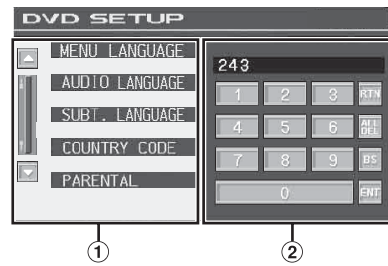 DVD SETUP
MENU LANGUAGE
AUDIO LANGUAGE
SUBT. LANGUAGE
COUNTRY CODE
PARENTAL
243
1 2 3 RTN
4 5 6 ALL DEL
7 8 9 BS
0 ENT
1 2